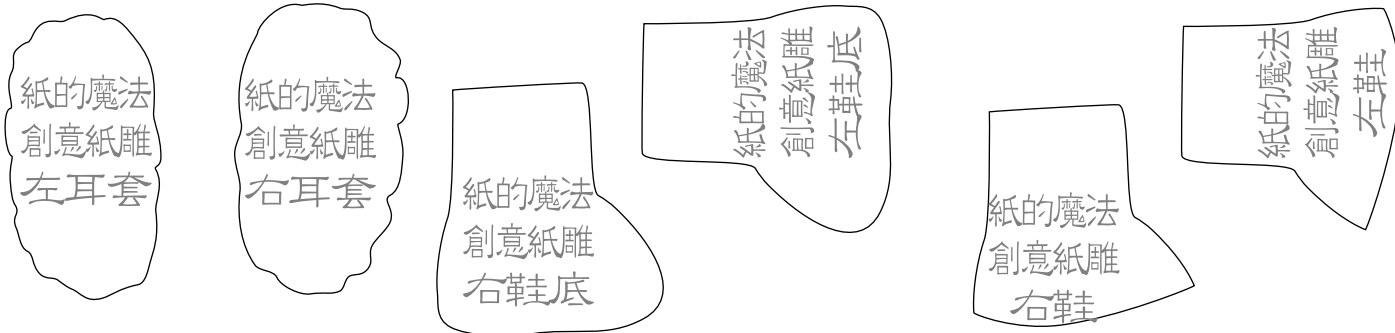 紙的魔法
創意紙雕
左耳套
紙的魔法
創意紙雕
右耳套
紙的魔法
創意紙雕
右鞋底
紙的魔法
創意紙雕
左鞋底
紙的魔法
創意紙雕
右鞋
紙的魔法
創意紙雕
左鞋